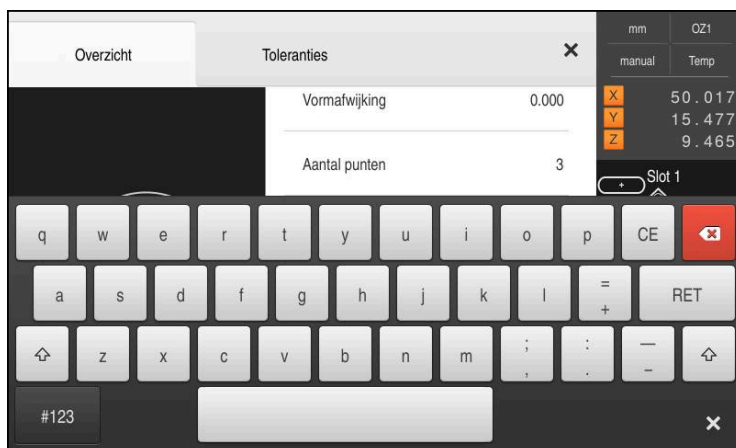 Overzicht Toleranties × mm OZ1
manual Temp
Vormafwijking 0.000 X 50.017
Y 15.477
Z 9.465
Aantal punten 3
+ Slot 1
q w e r t y u i o p CE
a s d f g h j k l = + RET
z x c v b n m ; , : . — –
#123 ×